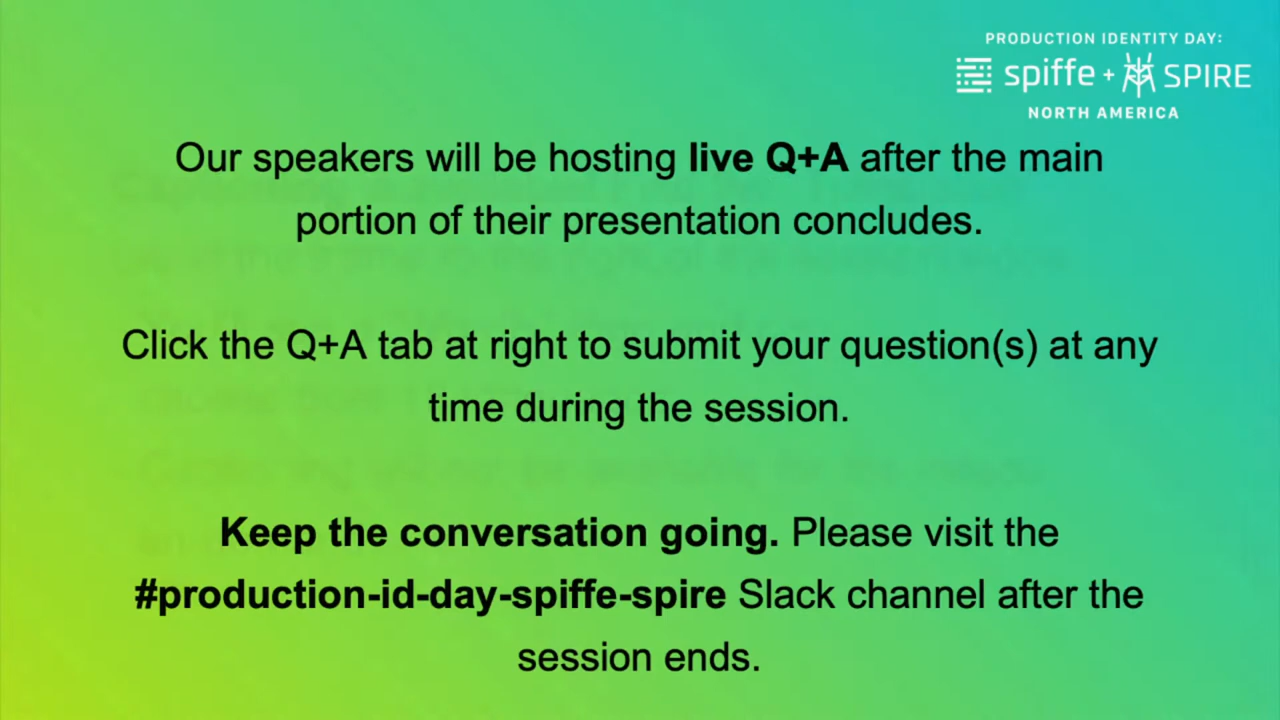 PRODUCTION IDENTITY DAY:
spiffe + SPIRE
NORTH AMERICA
Our speakers will be hosting live Q+A after the main
portion of their presentation concludes.
Click the Q+A tab at right to submit your question(s) at any
time during the session.
Keep the conversation going. Please visit the
#production-id-day-spiffe-spire Slack channel after the
session ends.